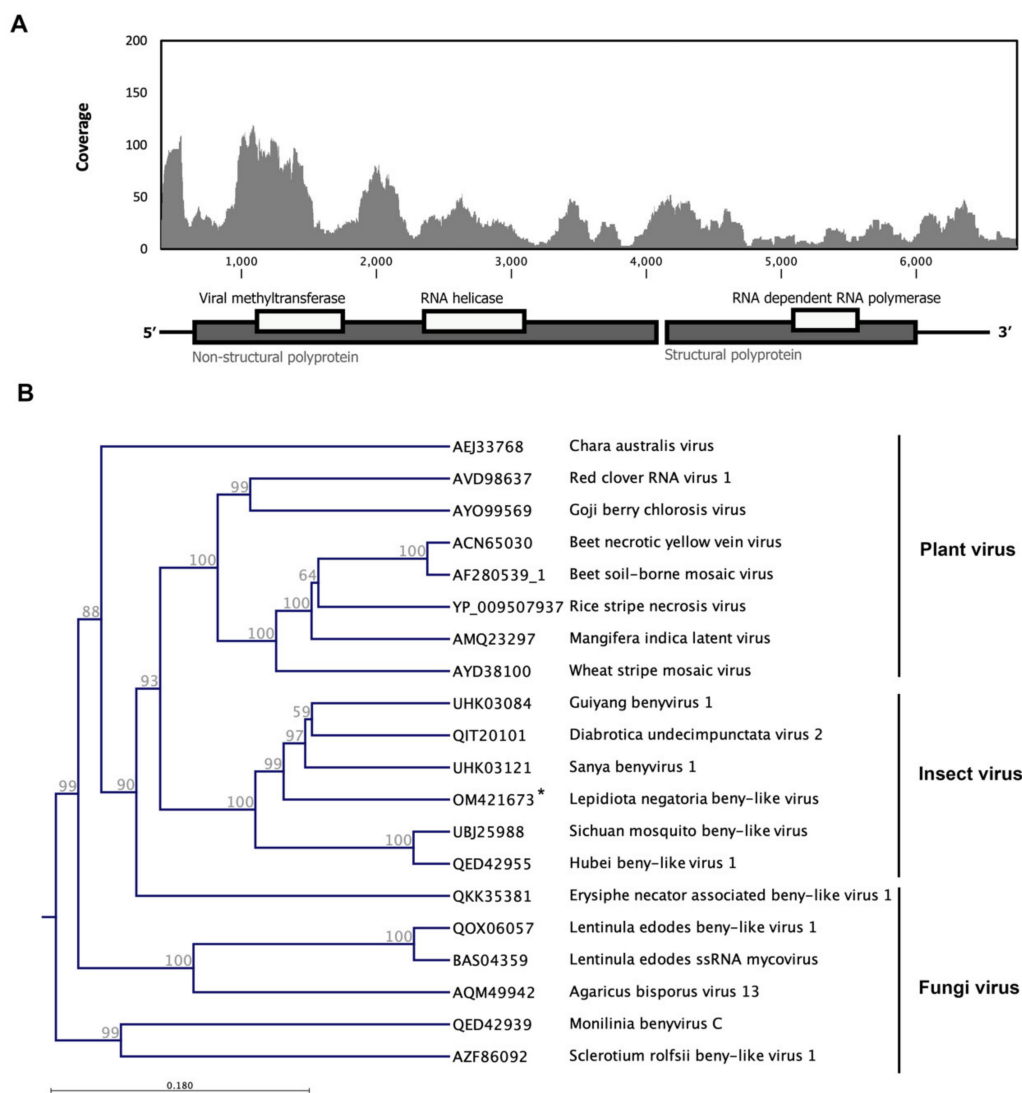 A
200
150
100
50
0
Coverage
1,000 2,000 3,000 4,000 5,000 6,000
Viral methyltransferase RNA helicase RNA dependent RNA polymerase
5′ 3′
Non-structural polyprotein Structural polyprotein
B
AEJ33768 Chara australis virus
AVD98637 Red clover RNA virus 1
99
AYO99569 Goji berry chlorosis virus
ACN65030 Beet necrotic yellow vein virus
100
Plant virus
100
AF280539_1 Beet soil-borne mosaic virus
64
YP_009507937 Rice stripe necrosis virus
100
88
AMQ23297 Mangifera indica latent virus
100
AYD38100 Wheat stripe mosaic virus
93
UHK03084 Guiyang benyvirus 1
59
QIT20101 Diabrotica undecimpunctata virus 2
97
UHK03121 Sanya benyvirus 1
99
Insect virus
99
90
OM421673* Lepidiota negatoria beny-like virus
100
UBJ25988 Sichuan mosquito beny-like virus
100
QED42955 Hubei beny-like virus 1
QKK35381 Erysiphe necator associated beny-like virus 1
QOX06057 Lentinula edodes beny-like virus 1
100
BAS04359 Lentinula edodes ssRNA mycovirus
100
Fungi virus
AQM49942 Agaricus bisporus virus 13
QED42939 Monilinia benyvirus C
99
AZF86092 Sclerotium rolfsii beny-like virus 1
0.180